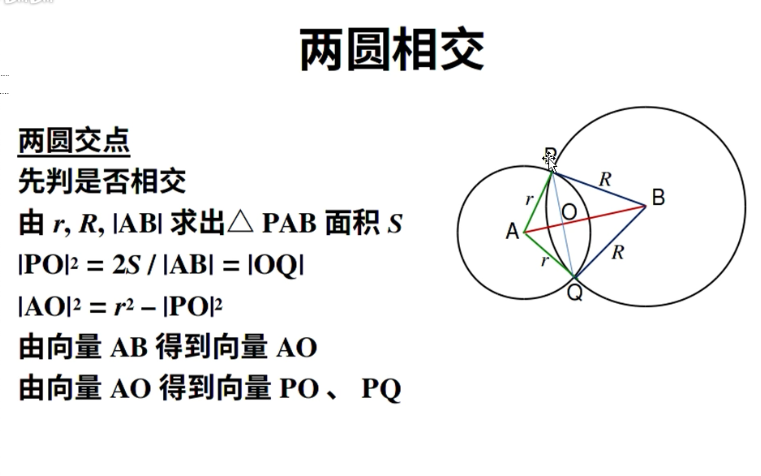 两圆相交
两圆交点
先判是否相交
由 r, R, |AB| 求出△ PAB 面积 S
|PO|² = 2S / |AB| = |OQ|
|AO|² = r² – |PO|²
由向量 AB 得到向量 AO
由向量 AO 得到向量 PO 、 PQ
R
B
r
O
A
r
R
Q